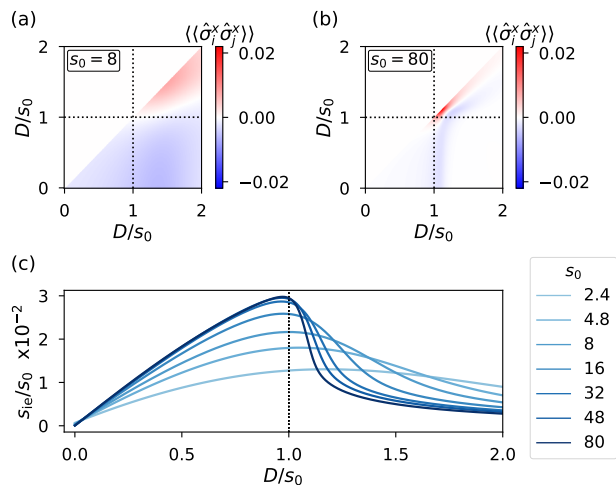 (a)
⟨⟨σ̂ᵢˣσ̂ⱼˣ⟩⟩
s₀ = 8
D/s₀
2
1
0
0 1 2
D/s₀
0.02
0.00
−0.02
(b)
⟨⟨σ̂ᵢˣσ̂ⱼˣ⟩⟩
s₀ = 80
D/s₀
2
1
0
0 1 2
D/s₀
0.02
0.00
−0.02
(c)
sᵢₑ/s₀ x10⁻²
3
2
1
0
0.0 0.5 1.0 1.5 2.0
D/s₀
s₀
2.4
4.8
8
16
32
48
80